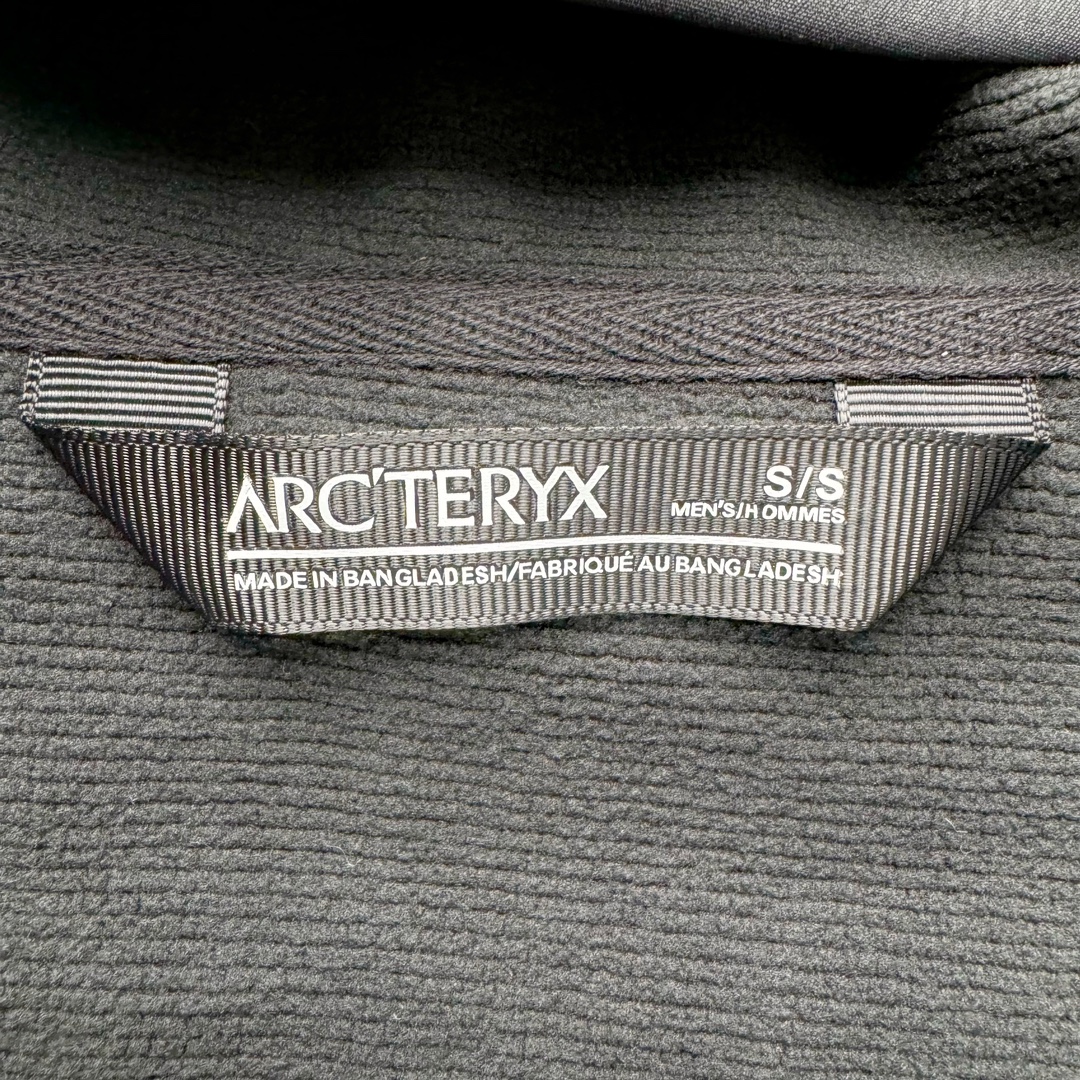 ARC'TERYX
S/S
MEN'S/HOMMES
MADE IN BANGLADESH/FABRIQUÉ AU BANGLADESH